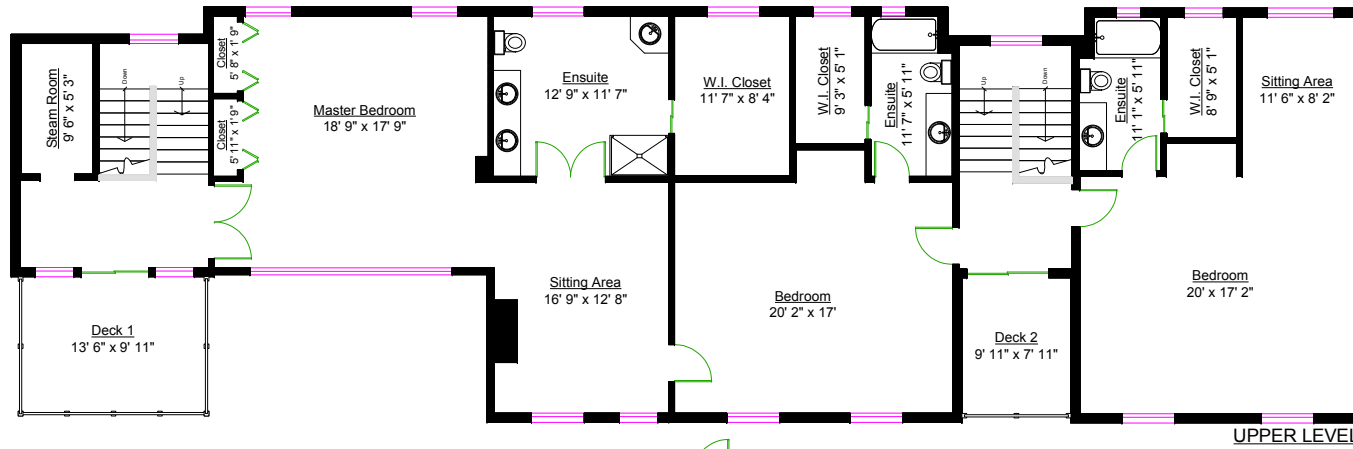 Steam Room
9' 6" x 5' 3"
Down
Up
Closet
5' 8" x 1' 9"
Closet
5' 11" x 1' 9"
Master Bedroom
18' 9" x 17' 9"
Ensuite
12' 9" x 11' 7"
W.I. Closet
11' 7" x 8' 4"
W.I. Closet
9' 3" x 5' 1"
Ensuite
11' 7" x 5' 11"
Up
Down
Ensuite
11' 1" x 5' 11"
W.I. Closet
8' 9" x 5' 1"
Sitting Area
11' 6" x 8' 2"
Deck 1
13' 6" x 9' 11"
Sitting Area
16' 9" x 12' 8"
Bedroom
20' 2" x 17'
Deck 2
9' 11" x 7' 11"
Bedroom
20' x 17' 2"
UPPER LEVEL